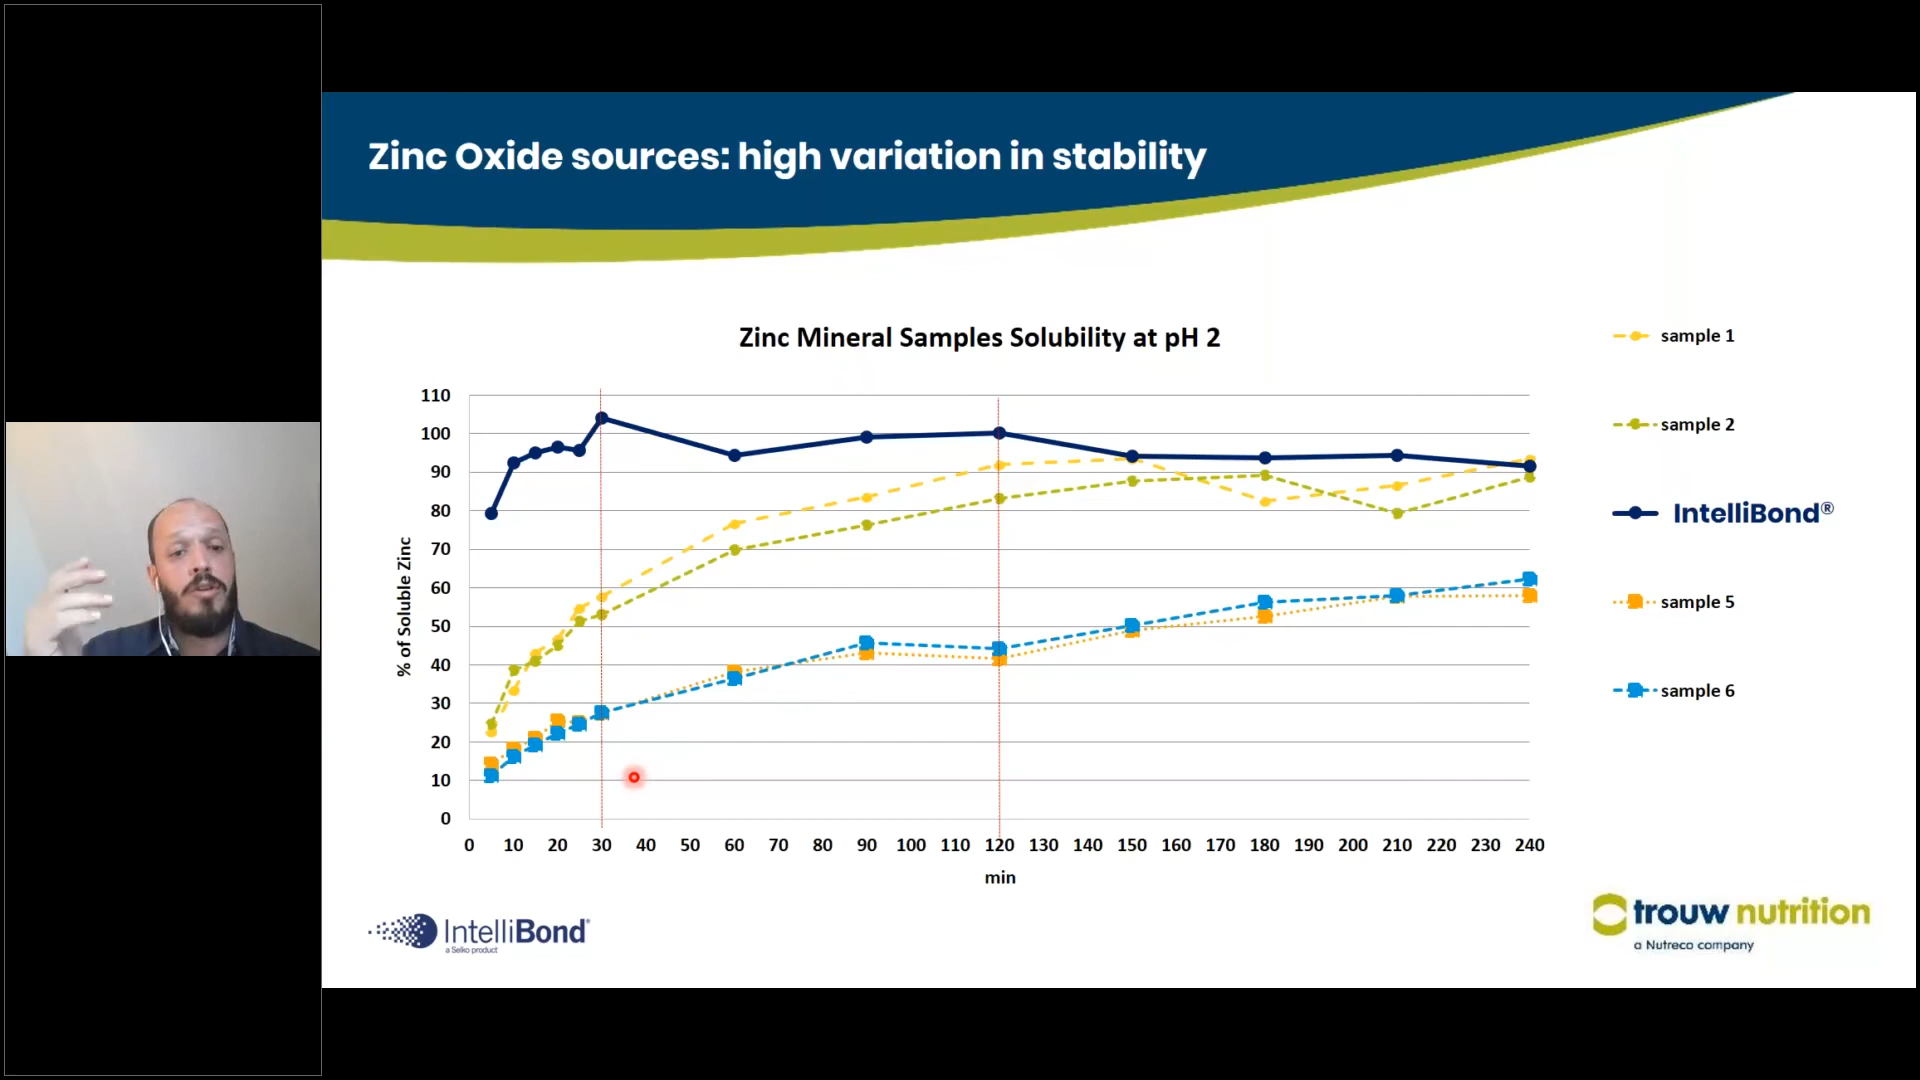 Zinc Oxide sources: high variation in stability
Zinc Mineral Samples Solubility at pH 2
sample 1
sample 2
IntelliBond®
sample 5
sample 6
% of Soluble Zinc
110
100
90
80
70
60
50
40
30
20
10
0
0 10 20 30 40 50 60 70 80 90 100 110 120 130 140 150 160 170 180 190 200 210 220 230 240
min
IntelliBond®
a Selko product
trouw nutrition
a Nutreco company